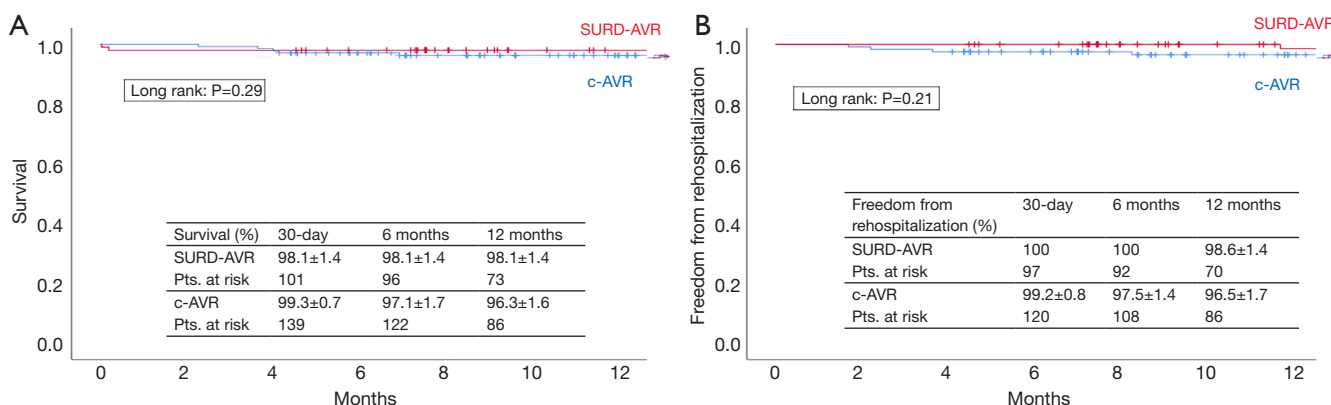 A
SURD-AVR
c-AVR
Long rank: P=0.29
Survival
1.0
0.8
0.6
0.4
0.2
0.0
Survival (%) 30-day 6 months 12 months
SURD-AVR 98.1±1.4 98.1±1.4 98.1±1.4
Pts. at risk 101 96 73
c-AVR 99.3±0.7 97.1±1.7 96.3±1.6
Pts. at risk 139 122 86
0 2 4 6 8 10 12
Months
B
SURD-AVR
c-AVR
Long rank: P=0.21
Freedom from rehospitalization
1.0
0.8
0.6
0.4
0.2
0.0
Freedom from 30-day 6 months 12 months
rehospitalization (%)
SURD-AVR 100 100 98.6±1.4
Pts. at risk 97 92 70
c-AVR 99.2±0.8 97.5±1.4 96.5±1.7
Pts. at risk 120 108 86
0 2 4 6 8 10 12
Months